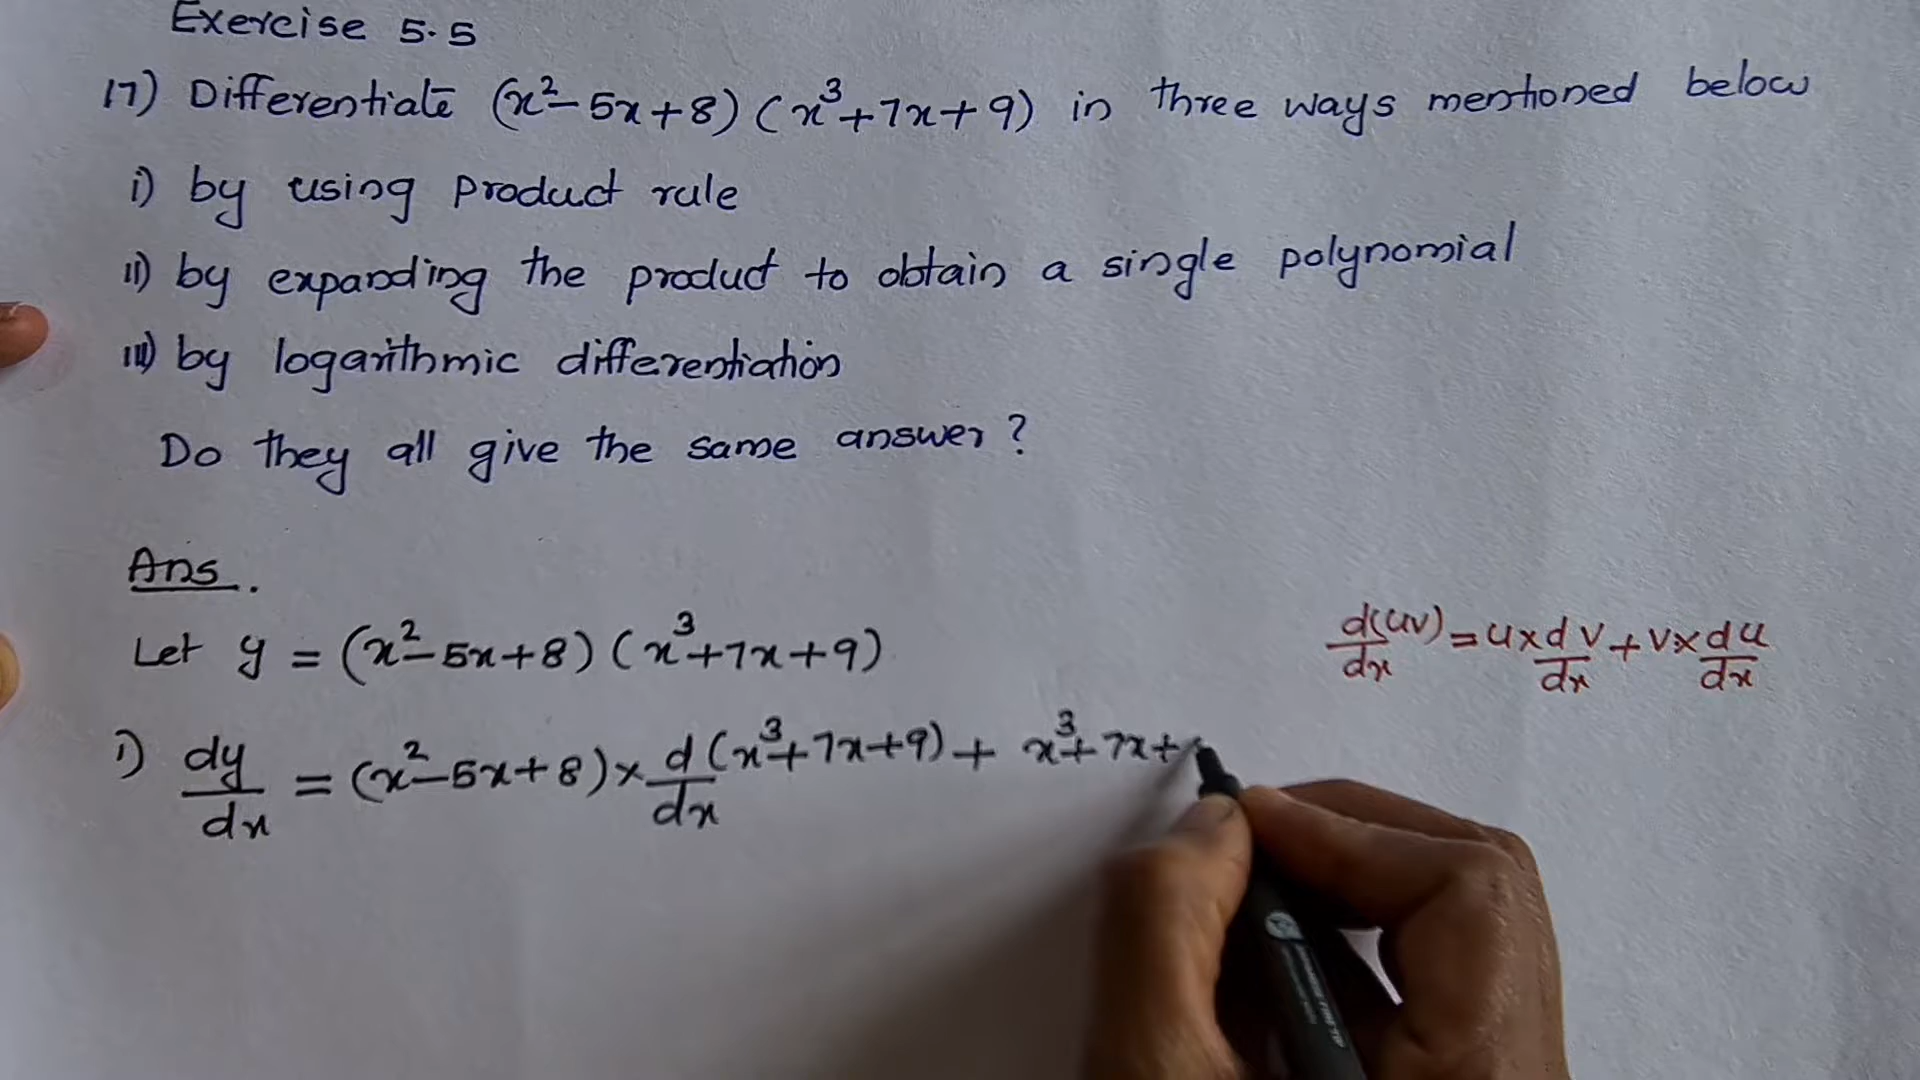 Exercise 5.5
17) Differentiate (x²-5x+8)(x³+7x+9) in three ways mentioned below
i) by using product rule
ii) by expanding the product to obtain a single polynomial
iii) by logarithmic differentiation
Do they all give the same answer?
Ans.
Let y = (x²-5x+8)(x³+7x+9)
d(uv)/dx = u×dv/dx + v×du/dx
i) dy/dx = (x²-5x+8)×d/dx(x³+7x+9)+ x³+7x+